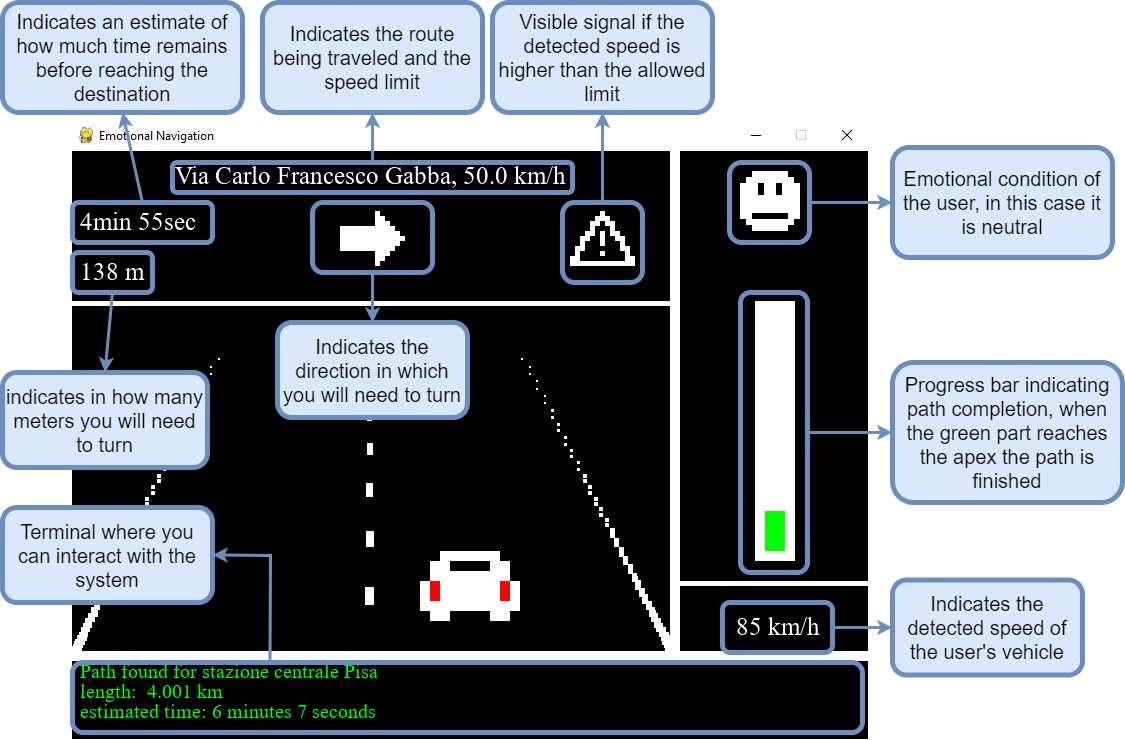 Indicates an estimate of
how much time remains
before reaching the
destination
Indicates the route
being traveled and the
speed limit
Visible signal if the
detected speed is
higher than the allowed
limit
Emotional Navigation
Via Carlo Francesco Gabba, 50.0 km/h
4min 55sec
138 m
Emotional condition of
the user, in this case it
is neutral
Indicates the
direction in which
you will need to turn
indicates in how many
meters you will need
to turn
Progress bar indicating
path completion, when
the green part reaches
the apex the path is
finished
Terminal where you
can interact with the
system
85 km/h
Indicates the
detected speed of
the user's vehicle
Path found for stazione centrale Pisa
length: 4.001 km
estimated time: 6 minutes 7 seconds